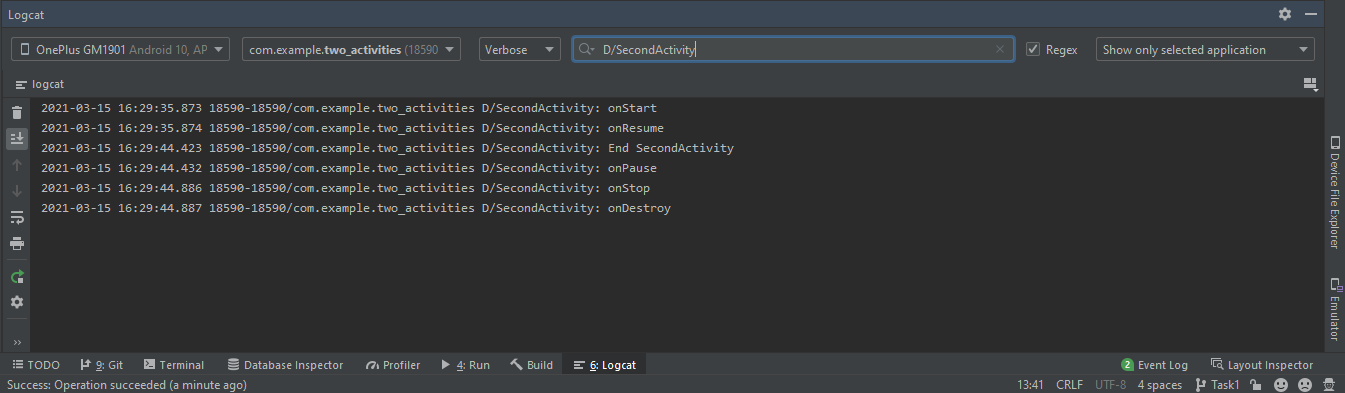 Logcat
OnePlus GM1901 Android 10, AP
com.example.two_activities (18590
Verbose
D/SecondActivity
Regex
Show only selected application
logcat
2021-03-15 16:29:35.873 18590-18590/com.example.two_activities D/SecondActivity: onStart
2021-03-15 16:29:35.874 18590-18590/com.example.two_activities D/SecondActivity: onResume
2021-03-15 16:29:44.423 18590-18590/com.example.two_activities D/SecondActivity: End SecondActivity
2021-03-15 16:29:44.432 18590-18590/com.example.two_activities D/SecondActivity: onPause
2021-03-15 16:29:44.886 18590-18590/com.example.two_activities D/SecondActivity: onStop
2021-03-15 16:29:44.887 18590-18590/com.example.two_activities D/SecondActivity: onDestroy
Device File Explorer
Emulator
TODO
9: Git
Terminal
Database Inspector
Profiler
4: Run
Build
6: Logcat
2 Event Log
Layout Inspector
Success: Operation succeeded (a minute ago)
13:41
CRLF
UTF-8
4 spaces
Task1